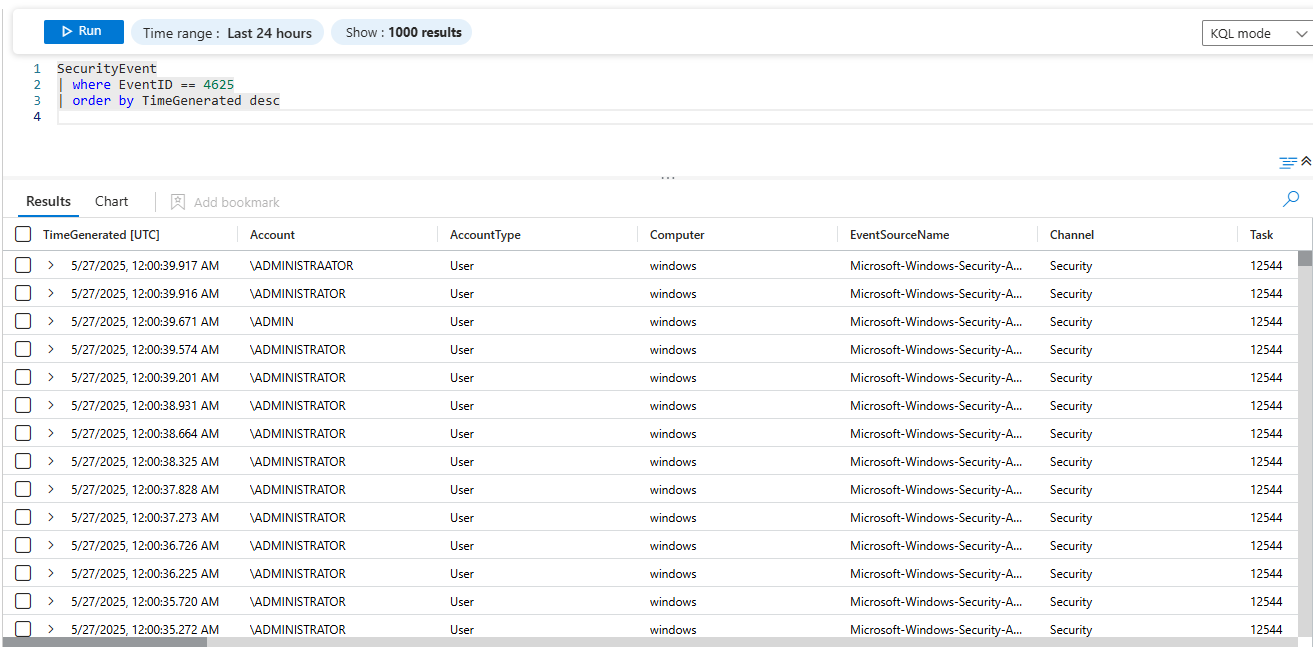 Run Time range : Last 24 hours Show : 1000 results KQL mode
1 SecurityEvent
2 | where EventID == 4625
3 | order by TimeGenerated desc
4
...
Results Chart Add bookmark
TimeGenerated [UTC] Account AccountType Computer EventSourceName Channel Task
5/27/2025, 12:00:39.917 AM \ADMINISTRAATOR User windows Microsoft-Windows-Security-A... Security 12544
5/27/2025, 12:00:39.916 AM \ADMINISTRATOR User windows Microsoft-Windows-Security-A... Security 12544
5/27/2025, 12:00:39.671 AM \ADMIN User windows Microsoft-Windows-Security-A... Security 12544
5/27/2025, 12:00:39.574 AM \ADMINISTRATOR User windows Microsoft-Windows-Security-A... Security 12544
5/27/2025, 12:00:39.201 AM \ADMINISTRATOR User windows Microsoft-Windows-Security-A... Security 12544
5/27/2025, 12:00:38.931 AM \ADMINISTRATOR User windows Microsoft-Windows-Security-A... Security 12544
5/27/2025, 12:00:38.664 AM \ADMINISTRATOR User windows Microsoft-Windows-Security-A... Security 12544
5/27/2025, 12:00:38.325 AM \ADMINISTRATOR User windows Microsoft-Windows-Security-A... Security 12544
5/27/2025, 12:00:37.828 AM \ADMINISTRATOR User windows Microsoft-Windows-Security-A... Security 12544
5/27/2025, 12:00:37.273 AM \ADMINISTRATOR User windows Microsoft-Windows-Security-A... Security 12544
5/27/2025, 12:00:36.726 AM \ADMINISTRATOR User windows Microsoft-Windows-Security-A... Security 12544
5/27/2025, 12:00:36.225 AM \ADMINISTRATOR User windows Microsoft-Windows-Security-A... Security 12544
5/27/2025, 12:00:35.720 AM \ADMINISTRATOR User windows Microsoft-Windows-Security-A... Security 12544
5/27/2025, 12:00:35.272 AM \ADMINISTRATOR User windows Microsoft-Windows-Security-A... Security 12544